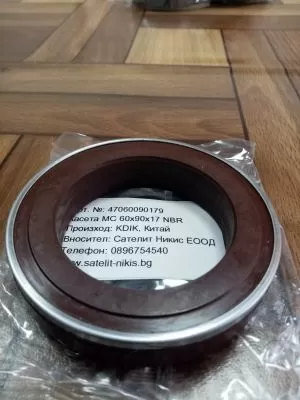 т. №: 47060090179
асета MC 60x90x17 NBR
Произход: KDIK, Китай
Вносител: Сателит Никис ЕООД
Телефон: 0896754540
www.satelit-nikis.bg